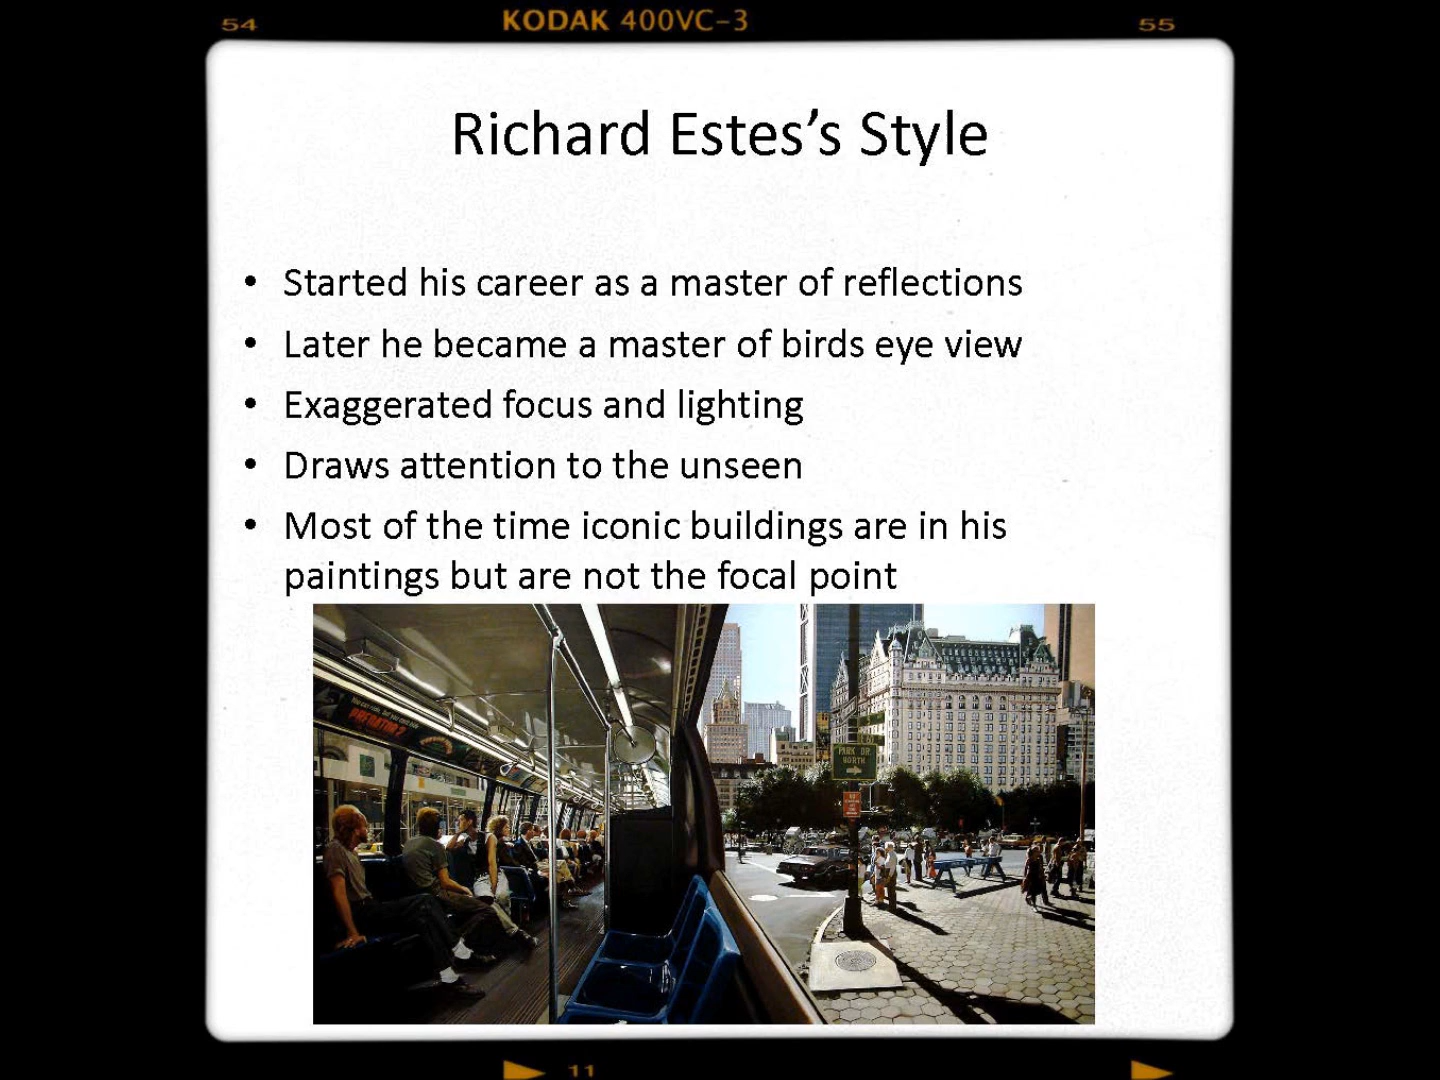 54 KODAK 400VC-3 55
Richard Estes’s Style
• Started his career as a master of reflections
• Later he became a master of birds eye view
• Exaggerated focus and lighting
• Draws attention to the unseen
• Most of the time iconic buildings are in his
paintings but are not the focal point
PREDATOR 2
PARK DR
NORTH
11